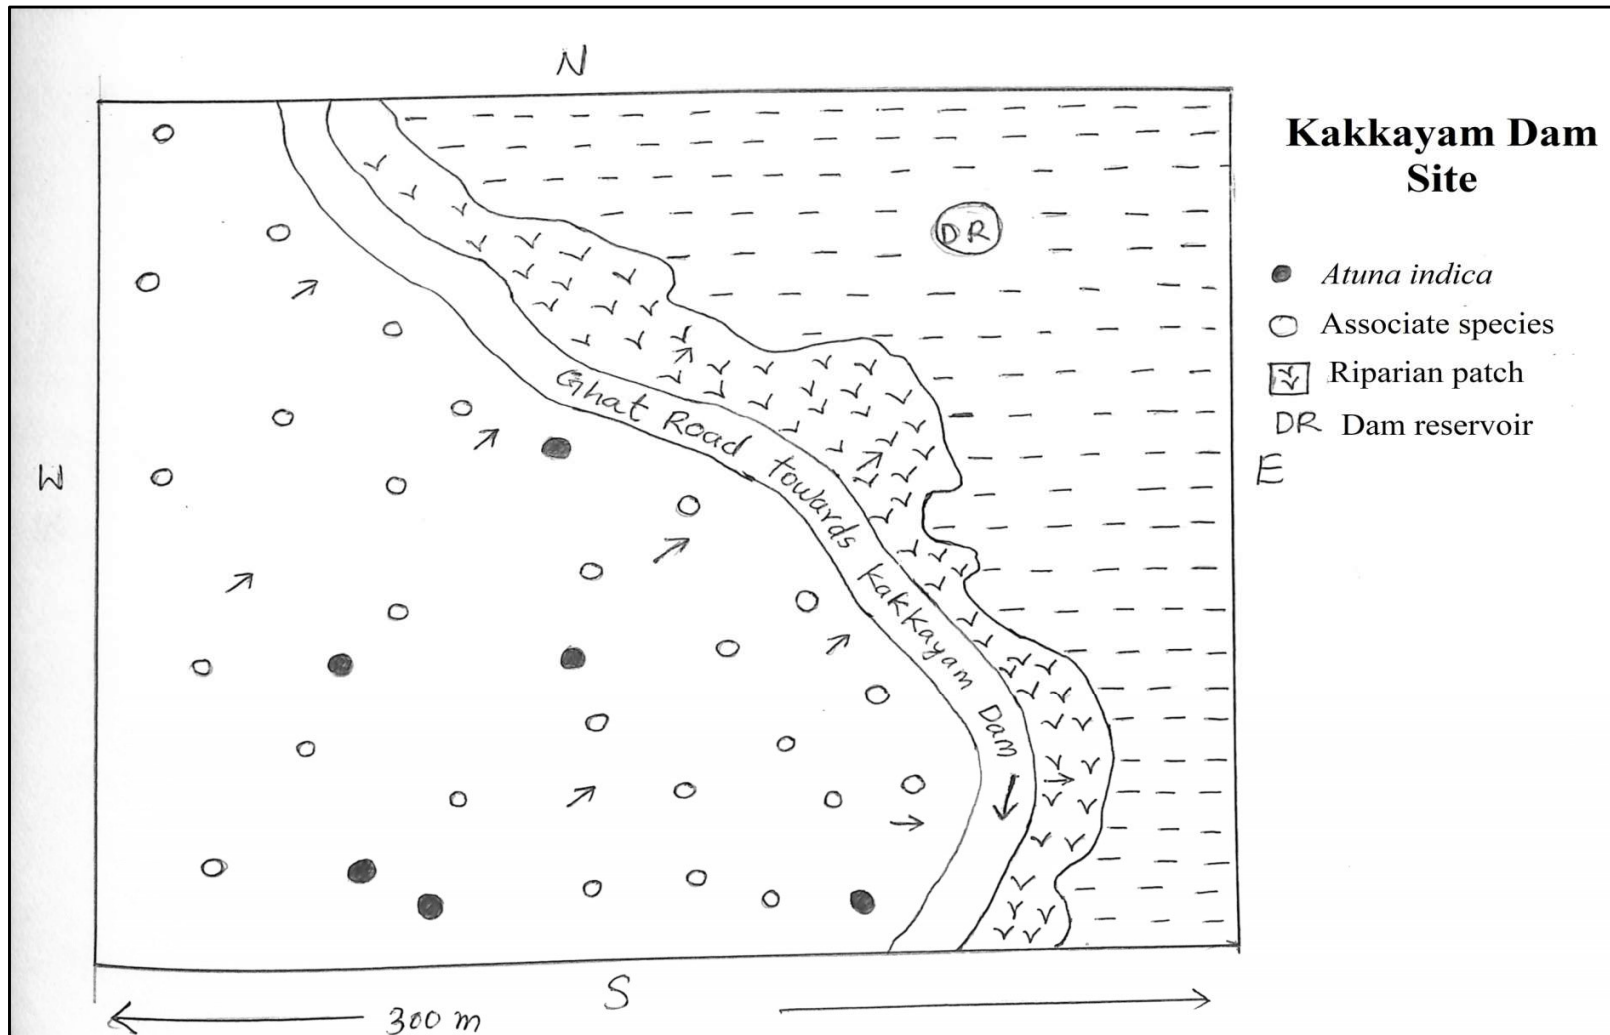 N
Kakkayam Dam
Site
DR
Atuna indica
Associate species
Riparian patch
DR Dam reservoir
Ghat Road towards Kakkayam Dam
W
E
S
300 m